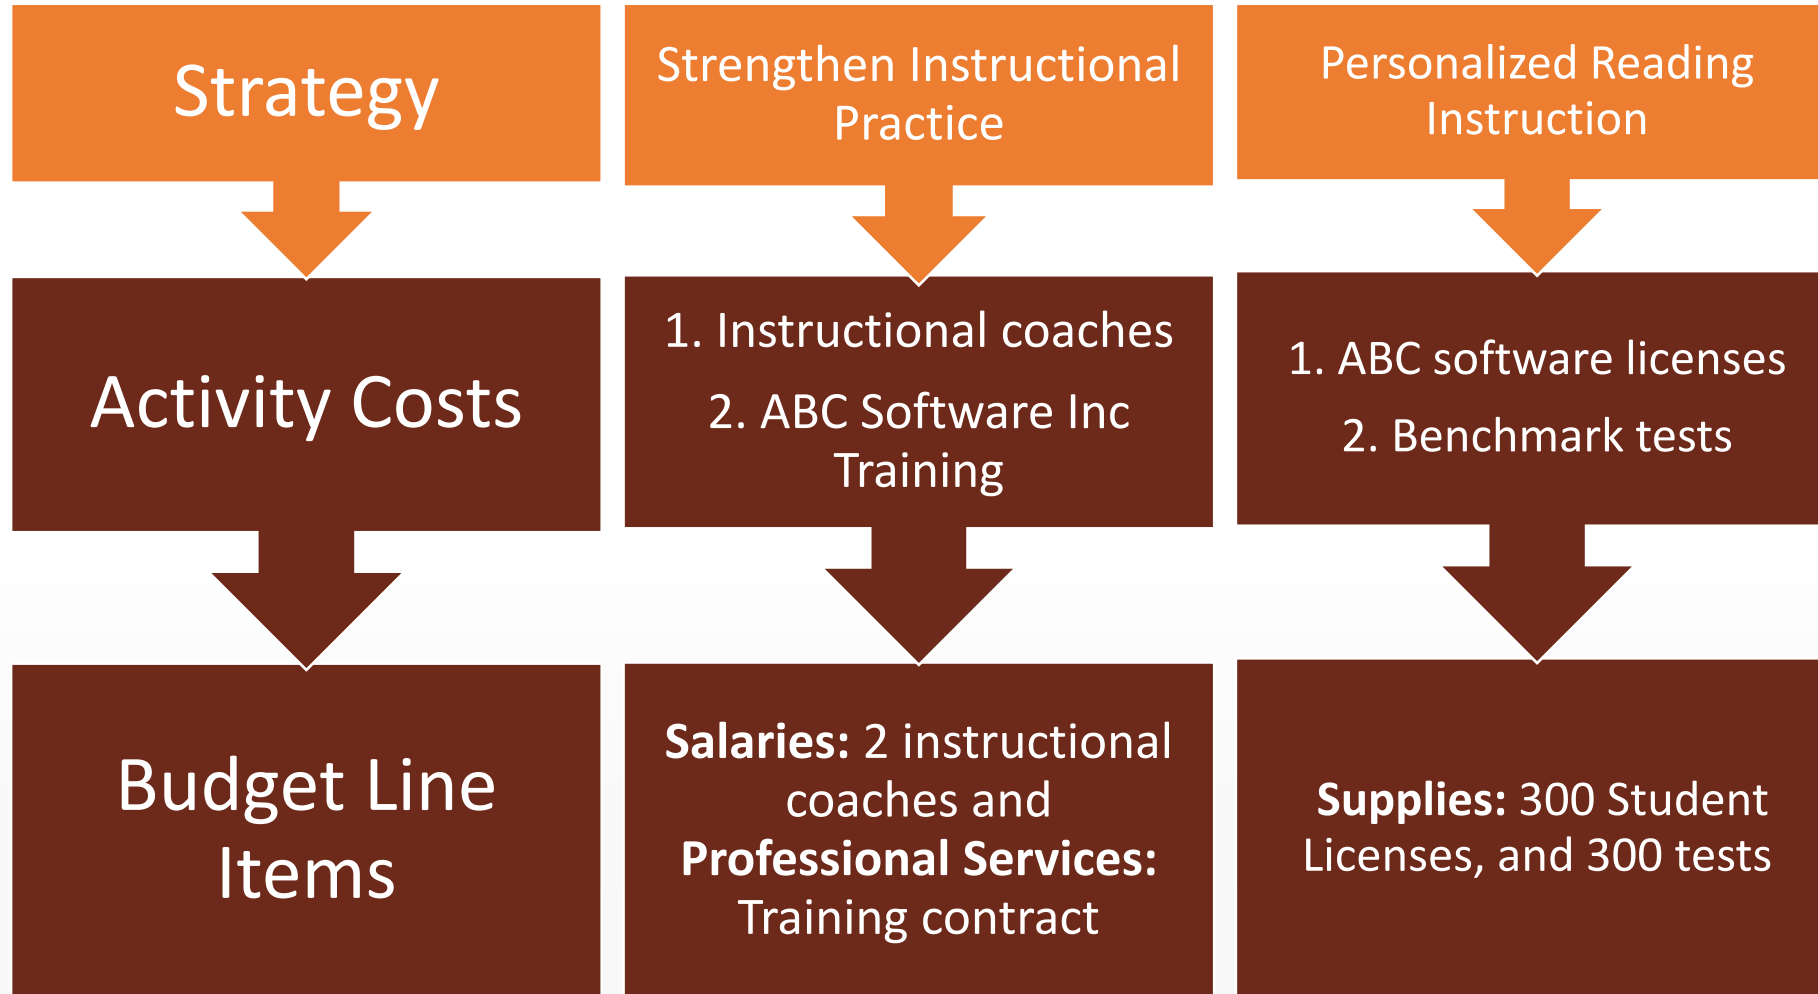 Strategy
Strengthen Instructional
Practice
Personalized Reading
Instruction
Activity Costs
1. Instructional coaches
2. ABC Software Inc
Training
1. ABC software licenses
2. Benchmark tests
Budget Line
Items
Salaries: 2 instructional
coaches and
Professional Services:
Training contract
Supplies: 300 Student
Licenses, and 300 tests